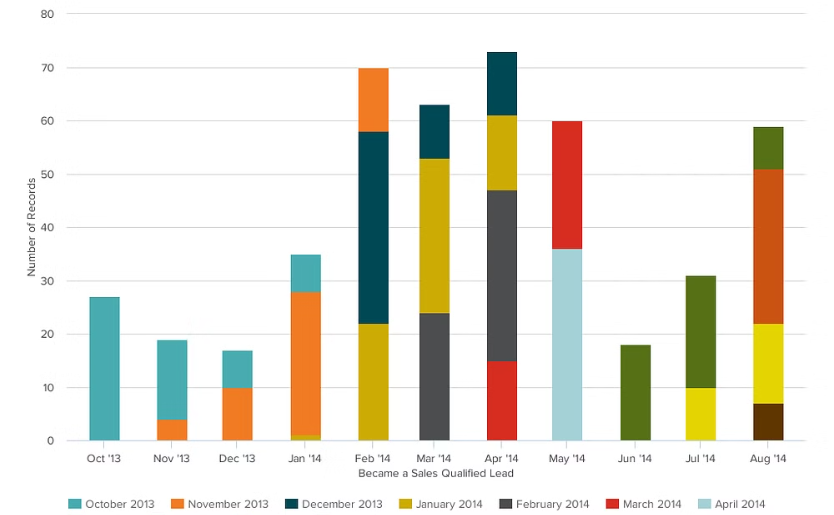 80
70
60
50
40
30
20
10
0
Number of Records
Oct '13 Nov '13 Dec '13 Jan '14 Feb '14 Mar '14 Apr '14 May '14 Jun '14 Jul '14 Aug '14
Became a Sales Qualified Lead
October 2013 November 2013 December 2013 January 2014 February 2014 March 2014 April 2014